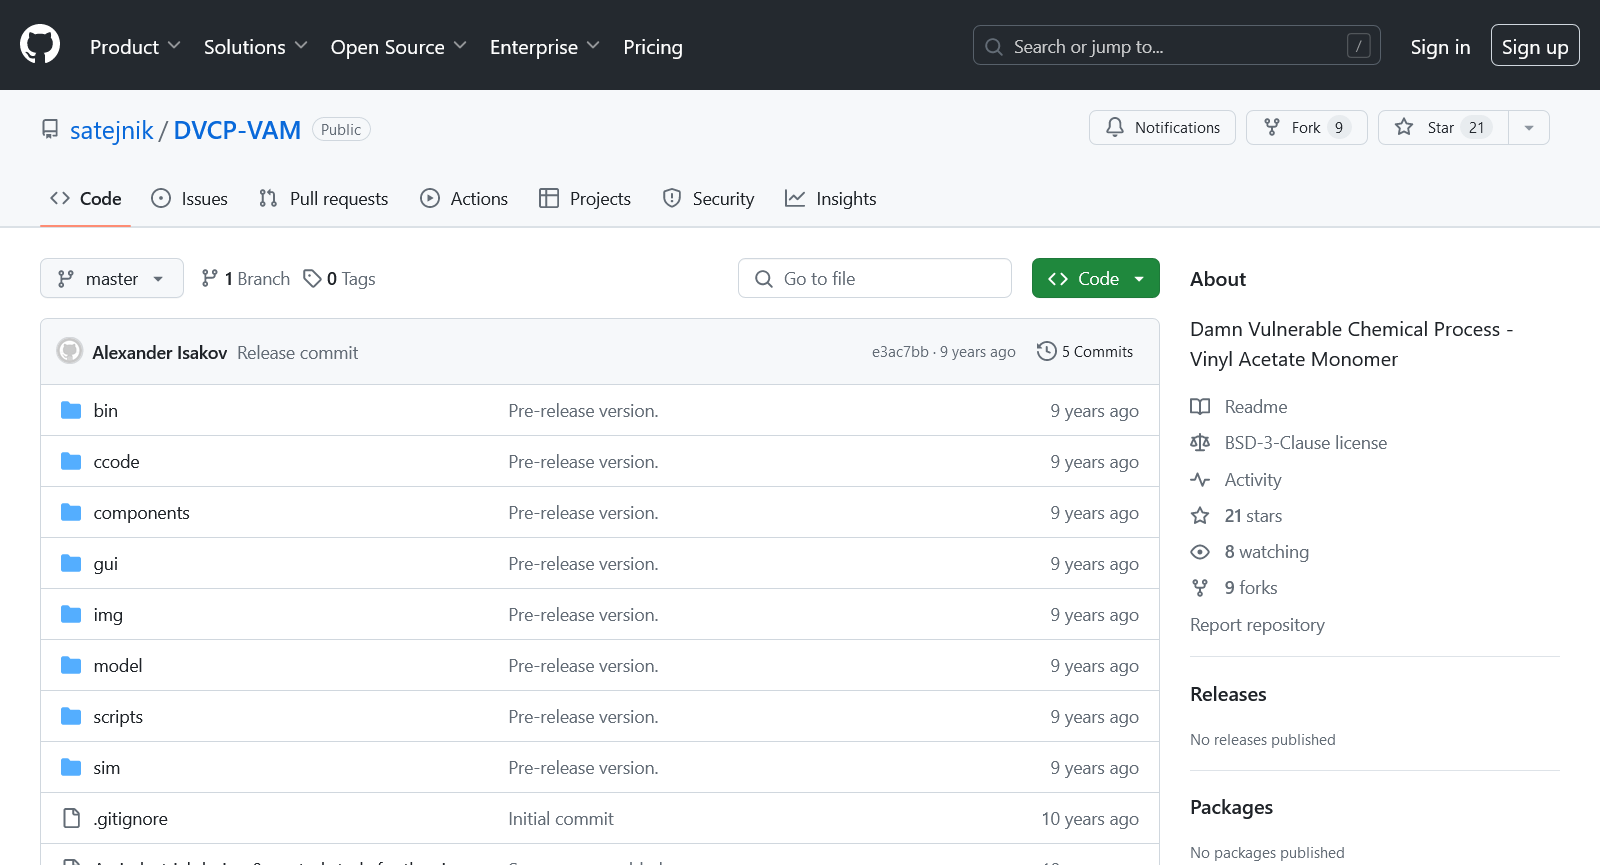 Product Solutions Open Source Enterprise Pricing Search or jump to... / Sign in Sign up
satejnik / DVCP-VAM Public Notifications Fork 9 Star 21
Code Issues Pull requests Actions Projects Security Insights
master 1 Branch 0 Tags Go to file Code
Alexander Isakov Release commit e3ac7bb · 9 years ago 5 Commits
bin Pre-release version. 9 years ago
ccode Pre-release version. 9 years ago
components Pre-release version. 9 years ago
gui Pre-release version. 9 years ago
img Pre-release version. 9 years ago
model Pre-release version. 9 years ago
scripts Pre-release version. 9 years ago
sim Pre-release version. 9 years ago
.gitignore Initial commit 10 years ago
About
Damn Vulnerable Chemical Process -
Vinyl Acetate Monomer
Readme
BSD-3-Clause license
Activity
21 stars
8 watching
9 forks
Report repository
Releases
No releases published
Packages
No packages published